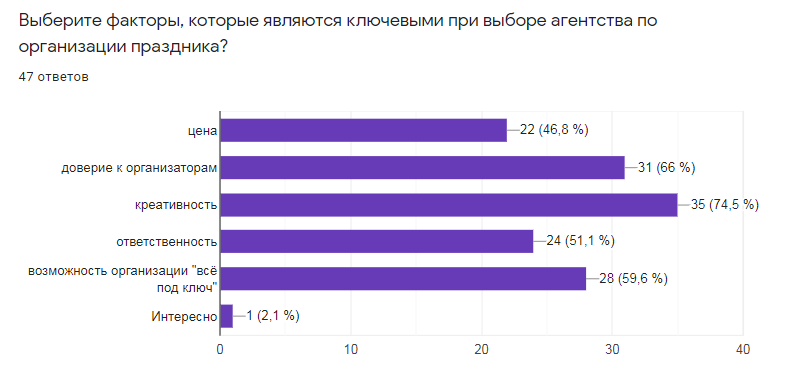 Выберите факторы, которые являются ключевыми при выборе агентства по
организации праздника?
47 ответов
цена
22 (46,8 %)
доверие к организаторам
31 (66 %)
креативность
35 (74,5 %)
ответственность
24 (51,1 %)
возможность организации "всё
под ключ"
28 (59,6 %)
Интересно
1 (2,1 %)
0 10 20 30 40